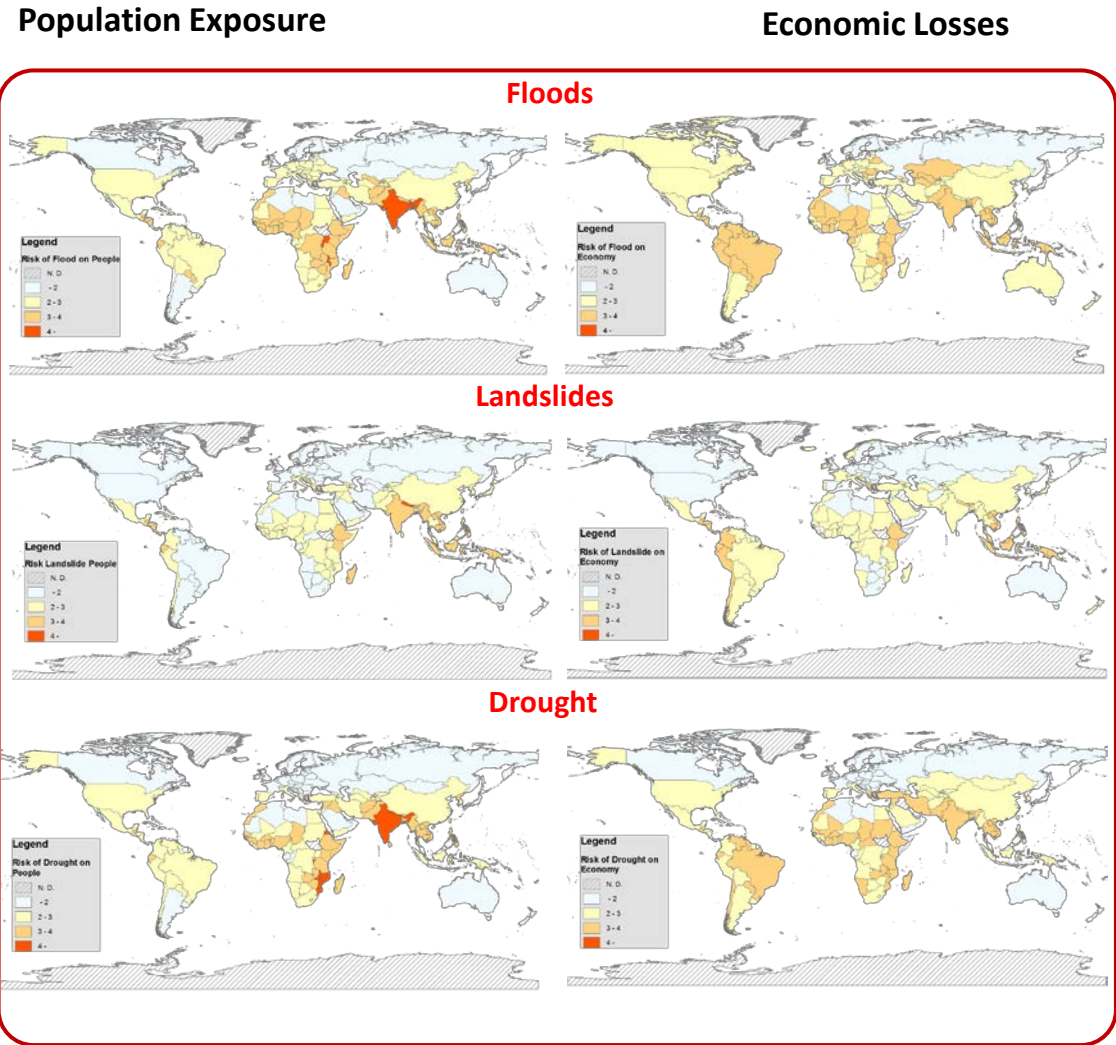 Population Exposure
Economic Losses
Floods
Legend
Risk of Flood on People
N. D.
- 2
2 - 3
3 - 4
4 -
Legend
Risk of Flood on
Economy
N. D.
- 2
2 - 3
3 - 4
4 -
Landslides
Legend
Risk Landslide People
N. D.
- 2
2 - 3
3 - 4
4 -
Legend
Risk of Landslide on
Economy
N. D.
- 2
2 - 3
3 - 4
4 -
Drought
Legend
Risk of Drought on
People
N. D.
- 2
2 - 3
3 - 4
4 -
Legend
Risk of Drought on
Economy
N. D.
- 2
2 - 3
3 - 4
4 -